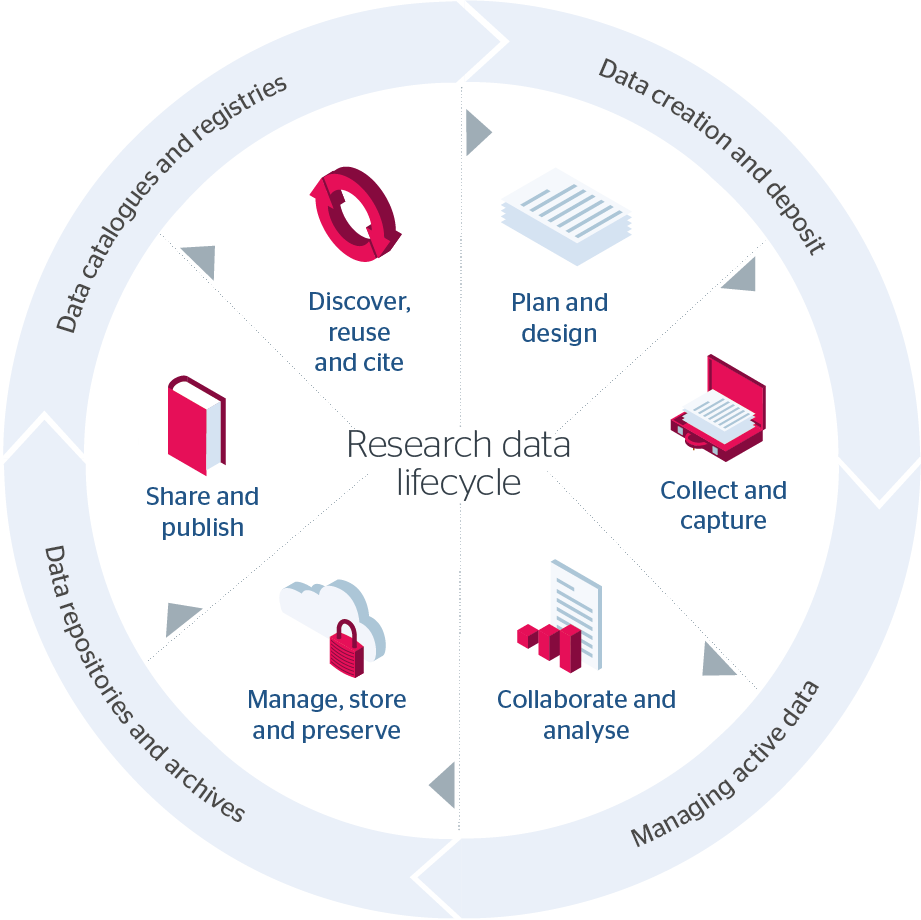 Data creation and deposit
Managing active data
Data repositories and archives
Data catalogues and registries
Plan and
design
Collect and
capture
Collaborate and
analyse
Manage, store
and preserve
Share and
publish
Discover,
reuse
and cite
Research data
lifecycle